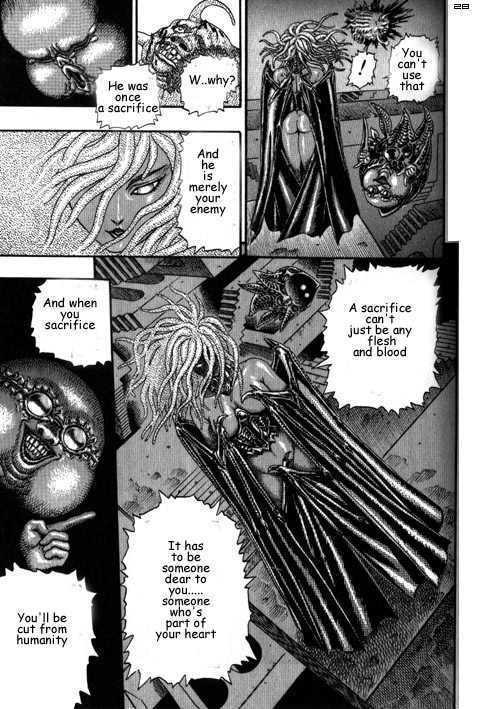 28
You
can't
use
that
!
W..why?
He was
once
a sacrifice
And
he
is
merely
your
enemy
A sacrifice
can't
just be any
flesh
and blood
It has
to be
someone
dear to
you.....
someone
who's
part of
your heart
And when
you
sacrifice
You'll be
cut from
humanity